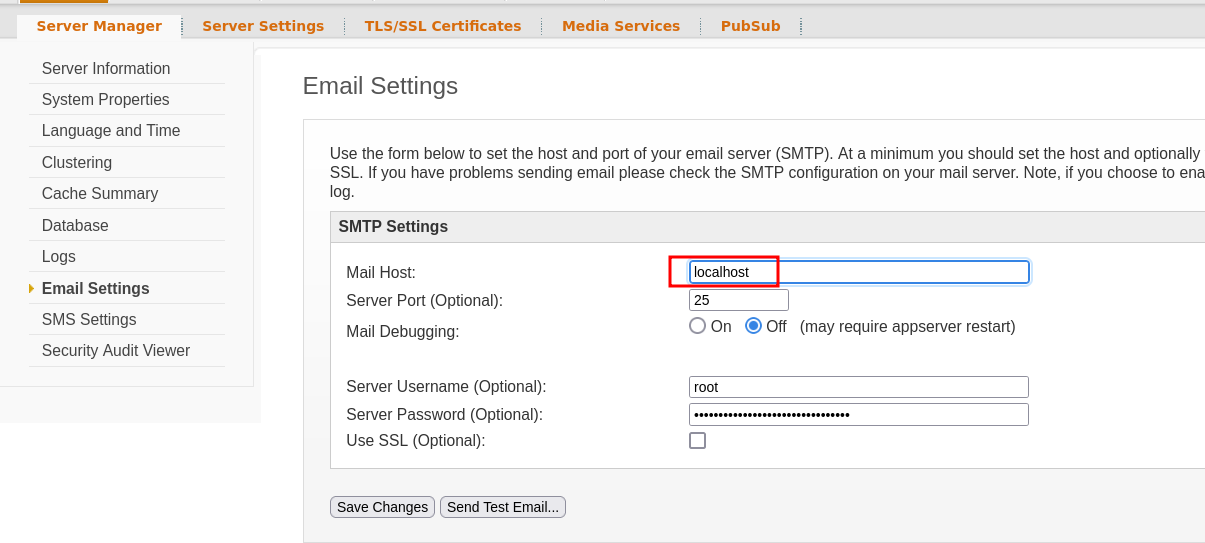 Server Manager Server Settings TLS/SSL Certificates Media Services PubSub
Server Information
System Properties
Language and Time
Clustering
Cache Summary
Database
Logs
Email Settings
SMS Settings
Security Audit Viewer
Email Settings
Use the form below to set the host and port of your email server (SMTP). At a minimum you should set the host and optionally
SSL. If you have problems sending email please check the SMTP configuration on your mail server. Note, if you choose to ena
log.
SMTP Settings
Mail Host: localhost
Server Port (Optional): 25
Mail Debugging: On Off (may require appserver restart)
Server Username (Optional): root
Server Password (Optional): •••••••••••••••••••••••••••••••
Use SSL (Optional):
Save Changes Send Test Email...